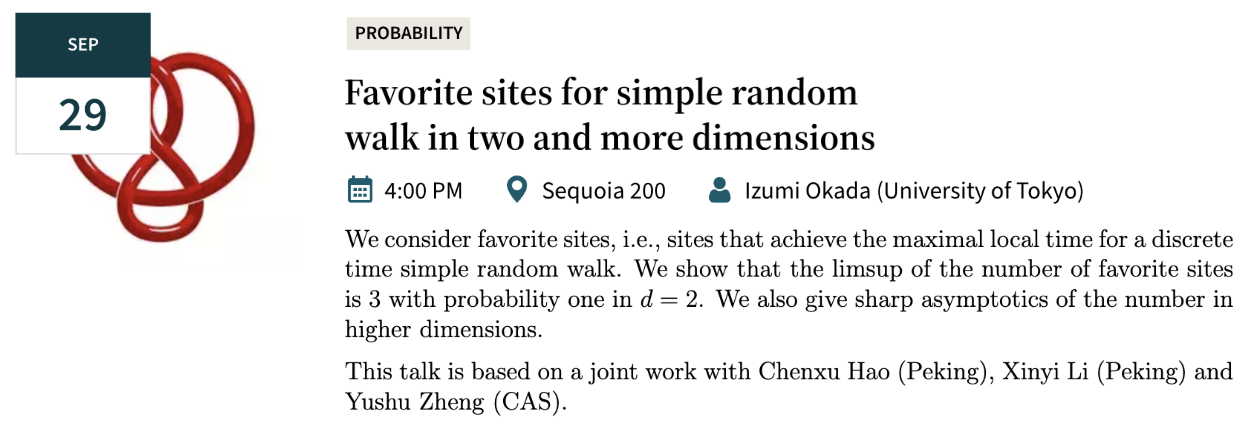 SEP
29
PROBABILITY
Favorite sites for simple random
walk in two and more dimensions
4:00 PM Sequoia 200 Izumi Okada (University of Tokyo)
We consider favorite sites, i.e., sites that achieve the maximal local time for a discrete
time simple random walk. We show that the limsup of the number of favorite sites
is 3 with probability one in d = 2. We also give sharp asymptotics of the number in
higher dimensions.
This talk is based on a joint work with Chenxu Hao (Peking), Xinyi Li (Peking) and
Yushu Zheng (CAS).